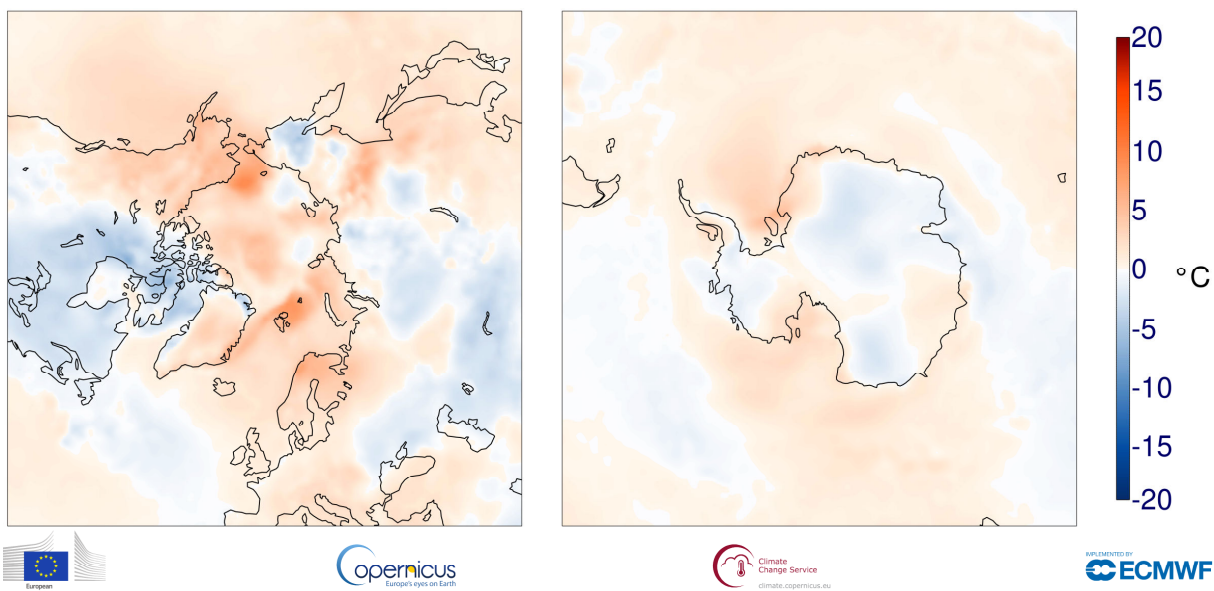 20
15
10
5
0
°C
-5
-10
-15
-20
European
opernicus
Europe's eyes on Earth
Climate
Change Service
climate.copernicus.eu
IMPLEMENTED BY
ECMWF